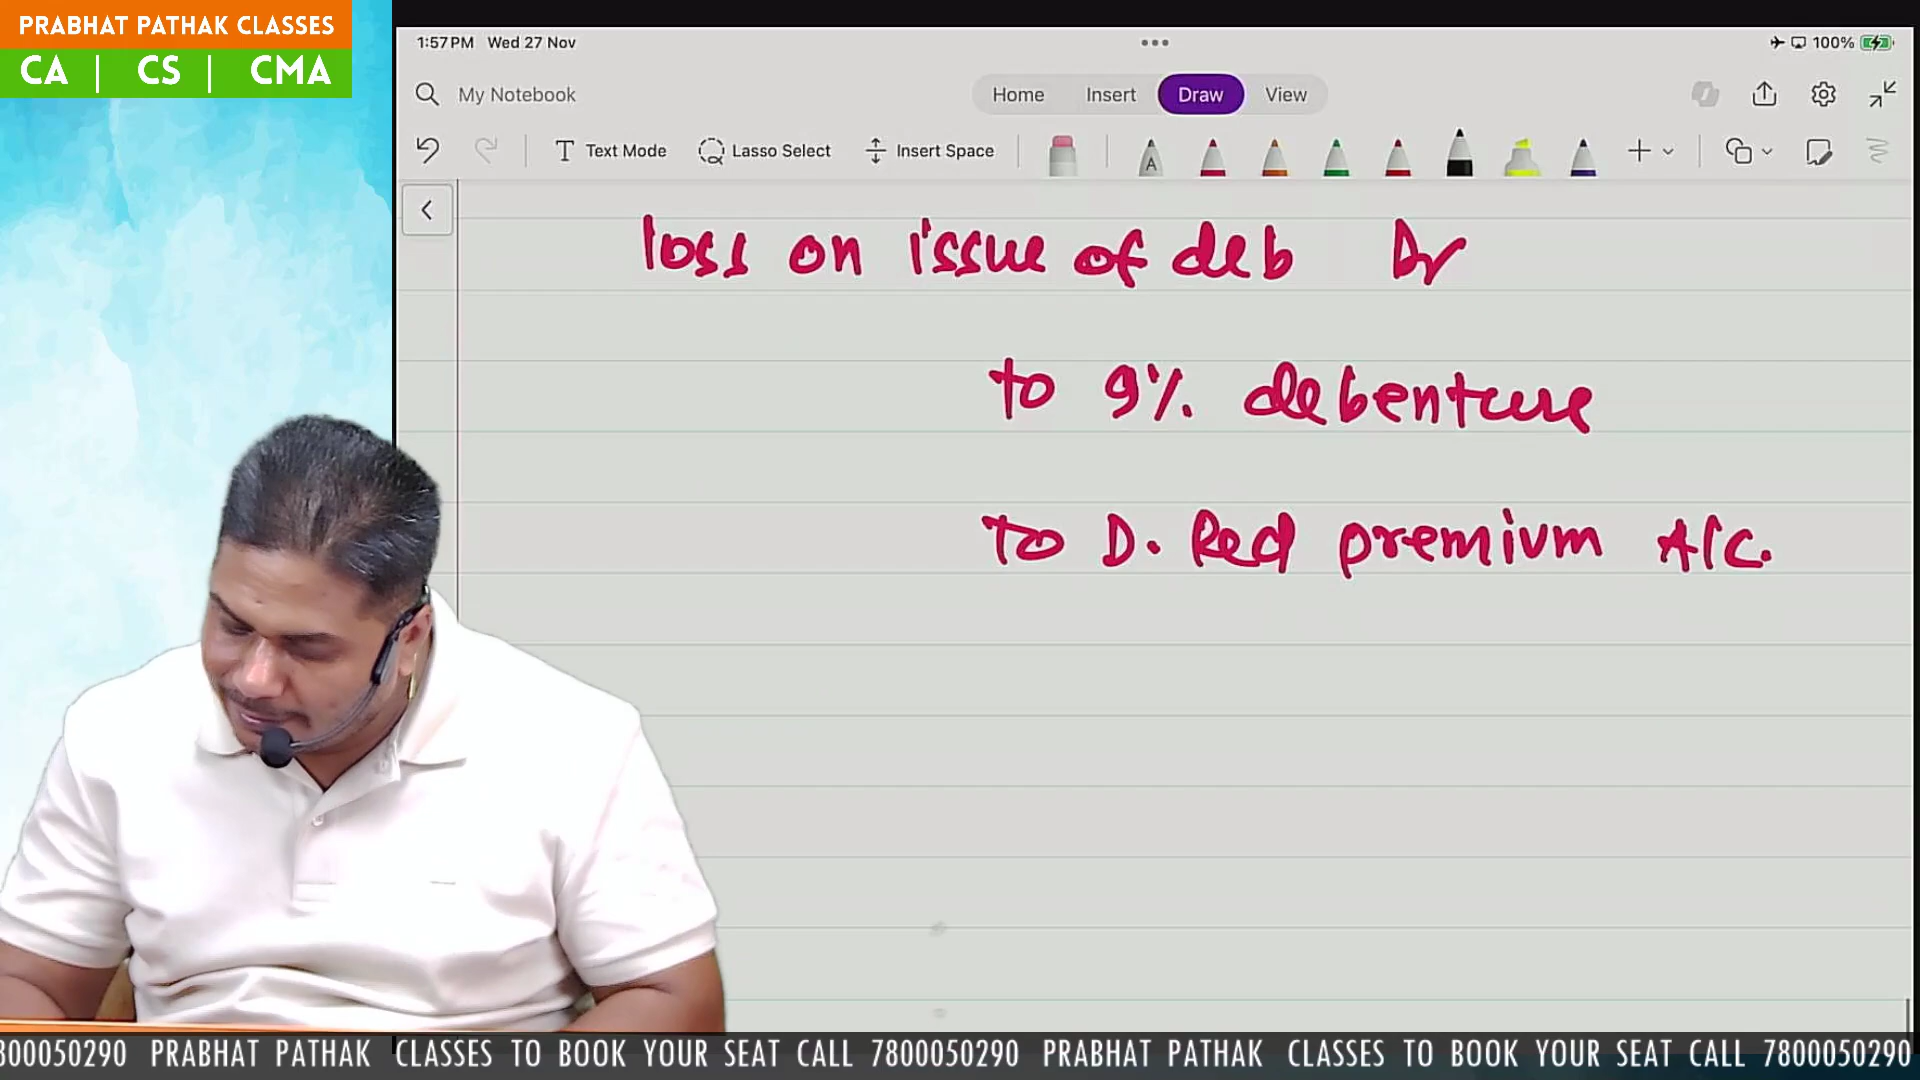 PRABHAT PATHAK CLASSES
CA | CS | CMA
1:57 PM Wed 27 Nov
100%
My Notebook
Home Insert Draw View
Text Mode Lasso Select Insert Space
A
loss on issue of deb Dr
to 9% debenture
to D. Red premium A/c.
800050290 PRABHAT PATHAK CLASSES TO BOOK YOUR SEAT CALL 7800050290 PRABHAT PATHAK CLASSES TO BOOK YOUR SEAT CALL 7800050290